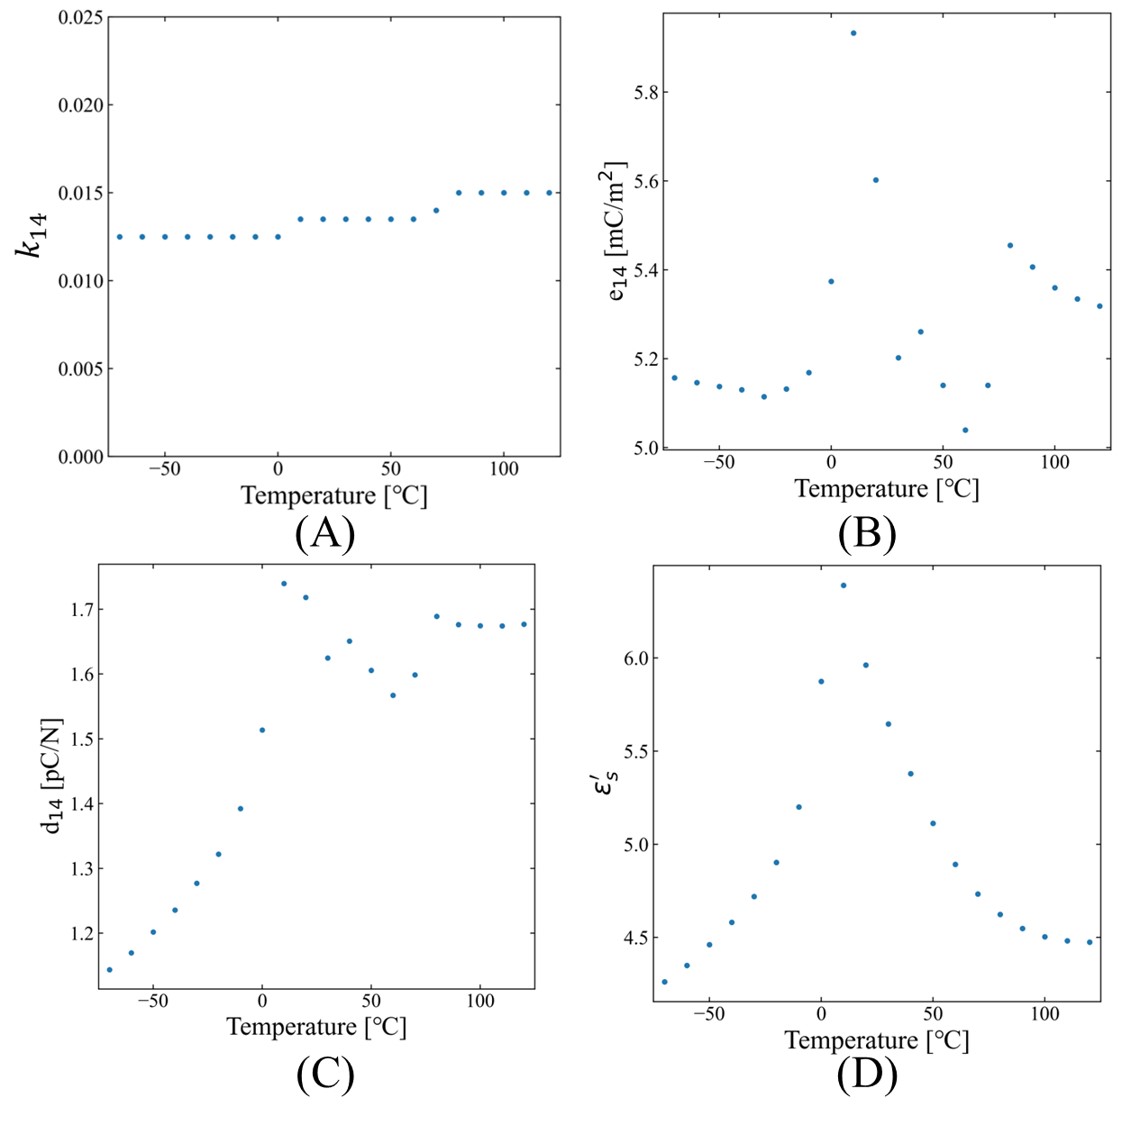 0.025
0.020
0.015
0.010
0.005
0.000
k14
−50 0 50 100
Temperature [°C]
(A)
5.8
5.6
5.4
5.2
5.0
e14 [mC/m²]
−50 0 50 100
Temperature [°C]
(B)
1.7
1.6
1.5
1.4
1.3
1.2
d14 [pC/N]
−50 0 50 100
Temperature [°C]
(C)
6.0
5.5
5.0
4.5
ε′s
−50 0 50 100
Temperature [°C]
(D)